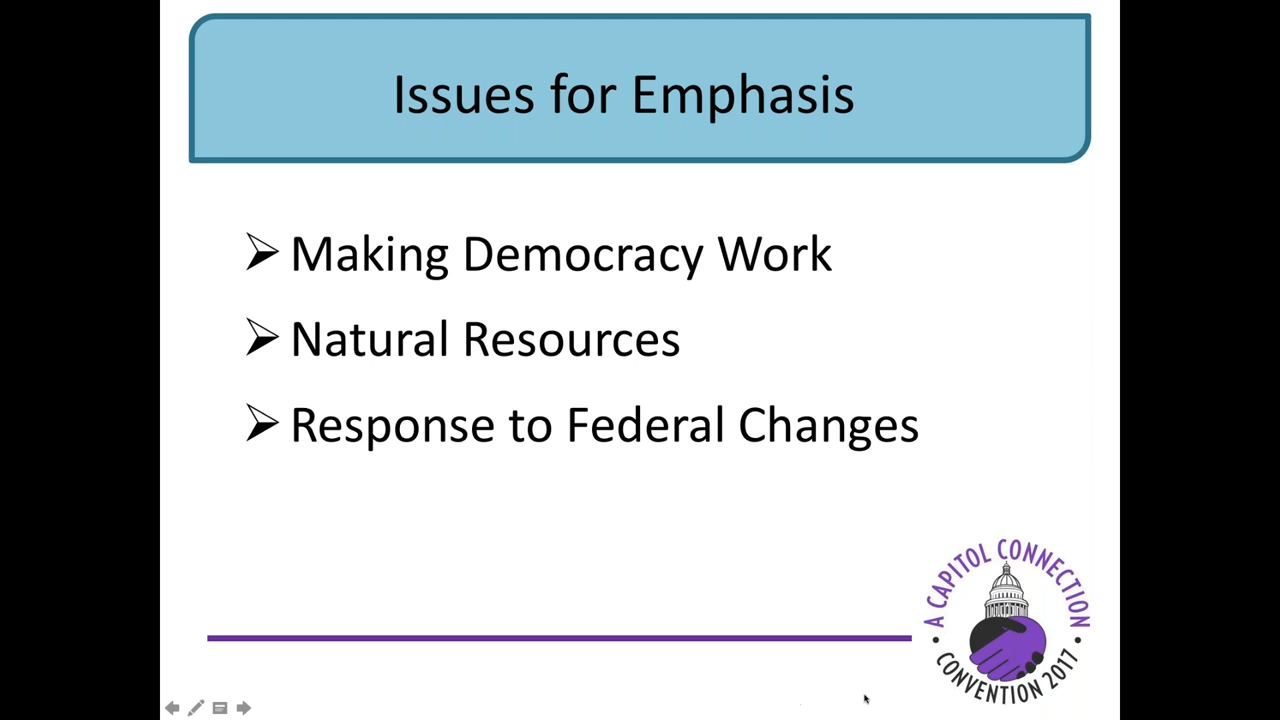 Issues for Emphasis
Making Democracy Work
Natural Resources
Response to Federal Changes
A CAPITOL CONNECTION
• CONVENTION 2017 •